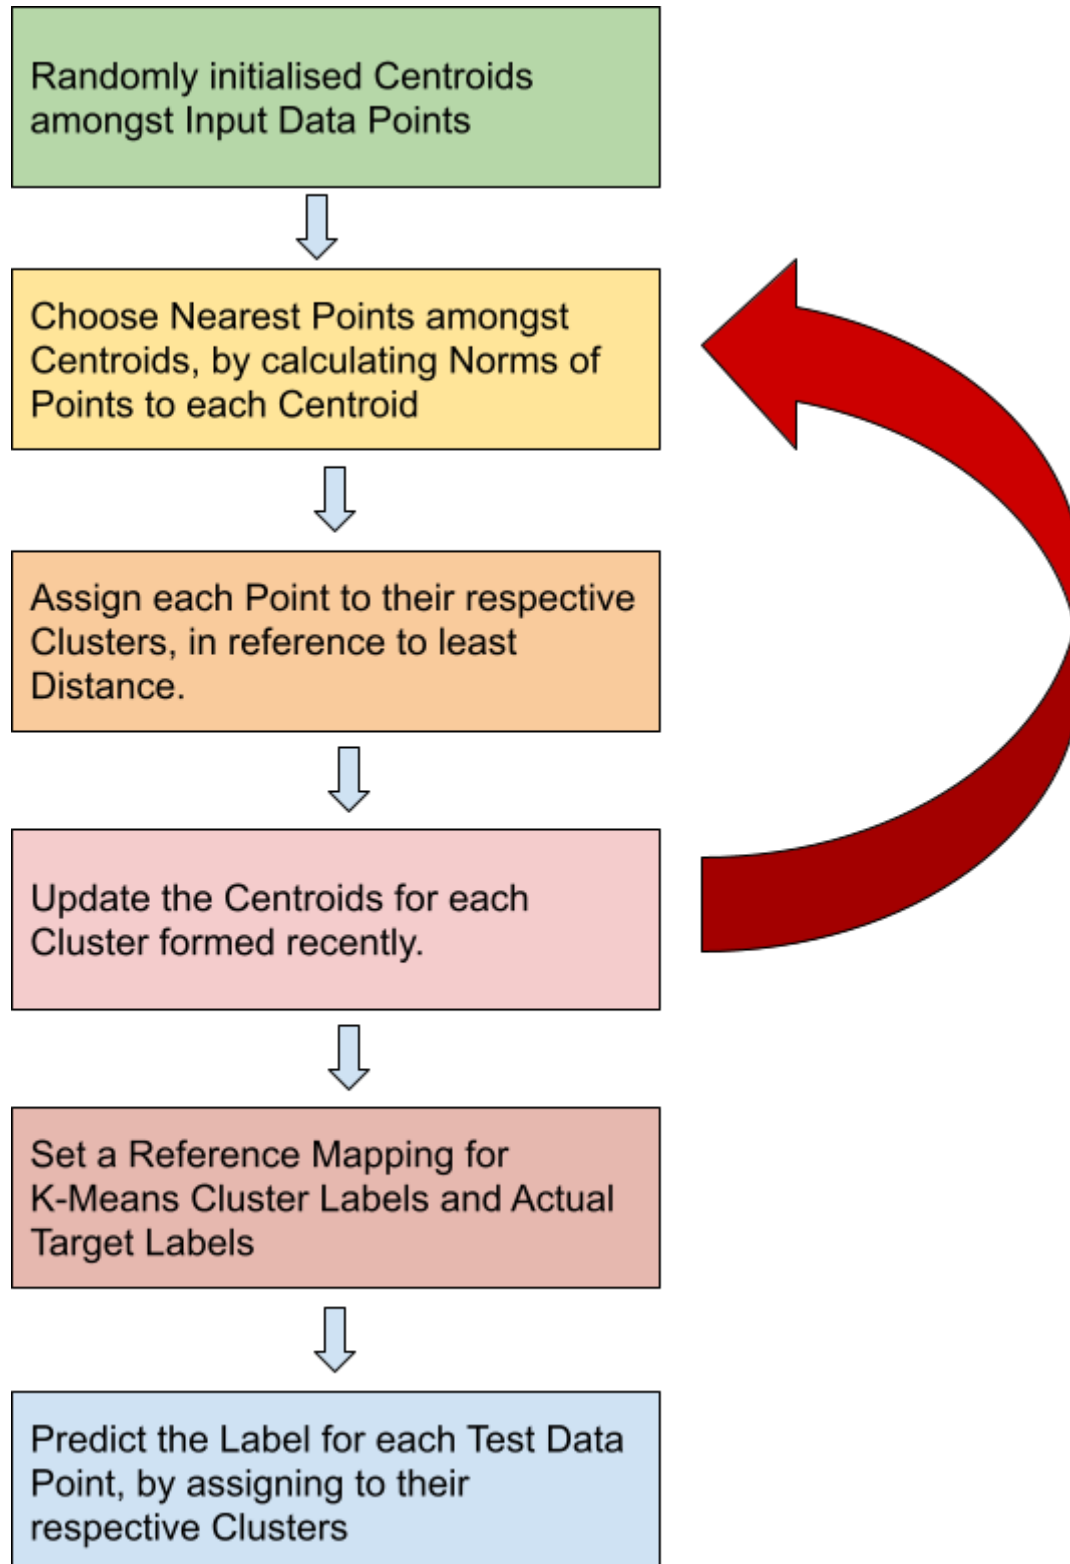 Randomly initialised Centroids
amongst Input Data Points
Choose Nearest Points amongst
Centroids, by calculating Norms of
Points to each Centroid
Assign each Point to their respective
Clusters, in reference to least
Distance.
Update the Centroids for each
Cluster formed recently.
Set a Reference Mapping for
K-Means Cluster Labels and Actual
Target Labels
Predict the Label for each Test Data
Point, by assigning to their
respective Clusters